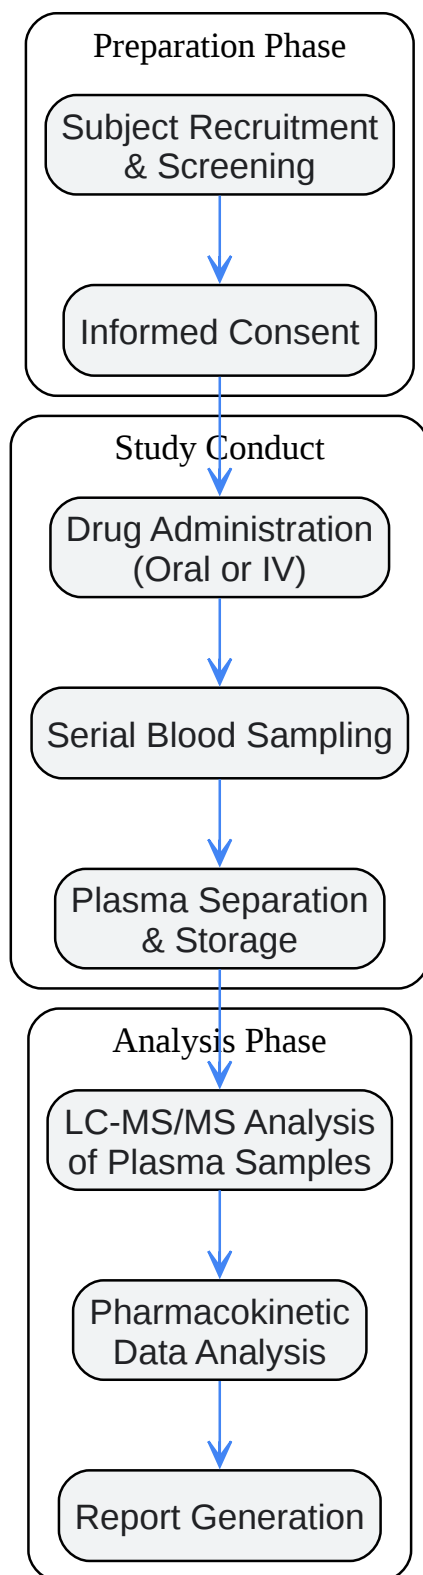 Preparation Phase
Subject Recruitment
& Screening
Informed Consent
Study Conduct
Drug Administration
(Oral or IV)
Serial Blood Sampling
Plasma Separation
& Storage
Analysis Phase
LC-MS/MS Analysis
of Plasma Samples
Pharmacokinetic
Data Analysis
Report Generation